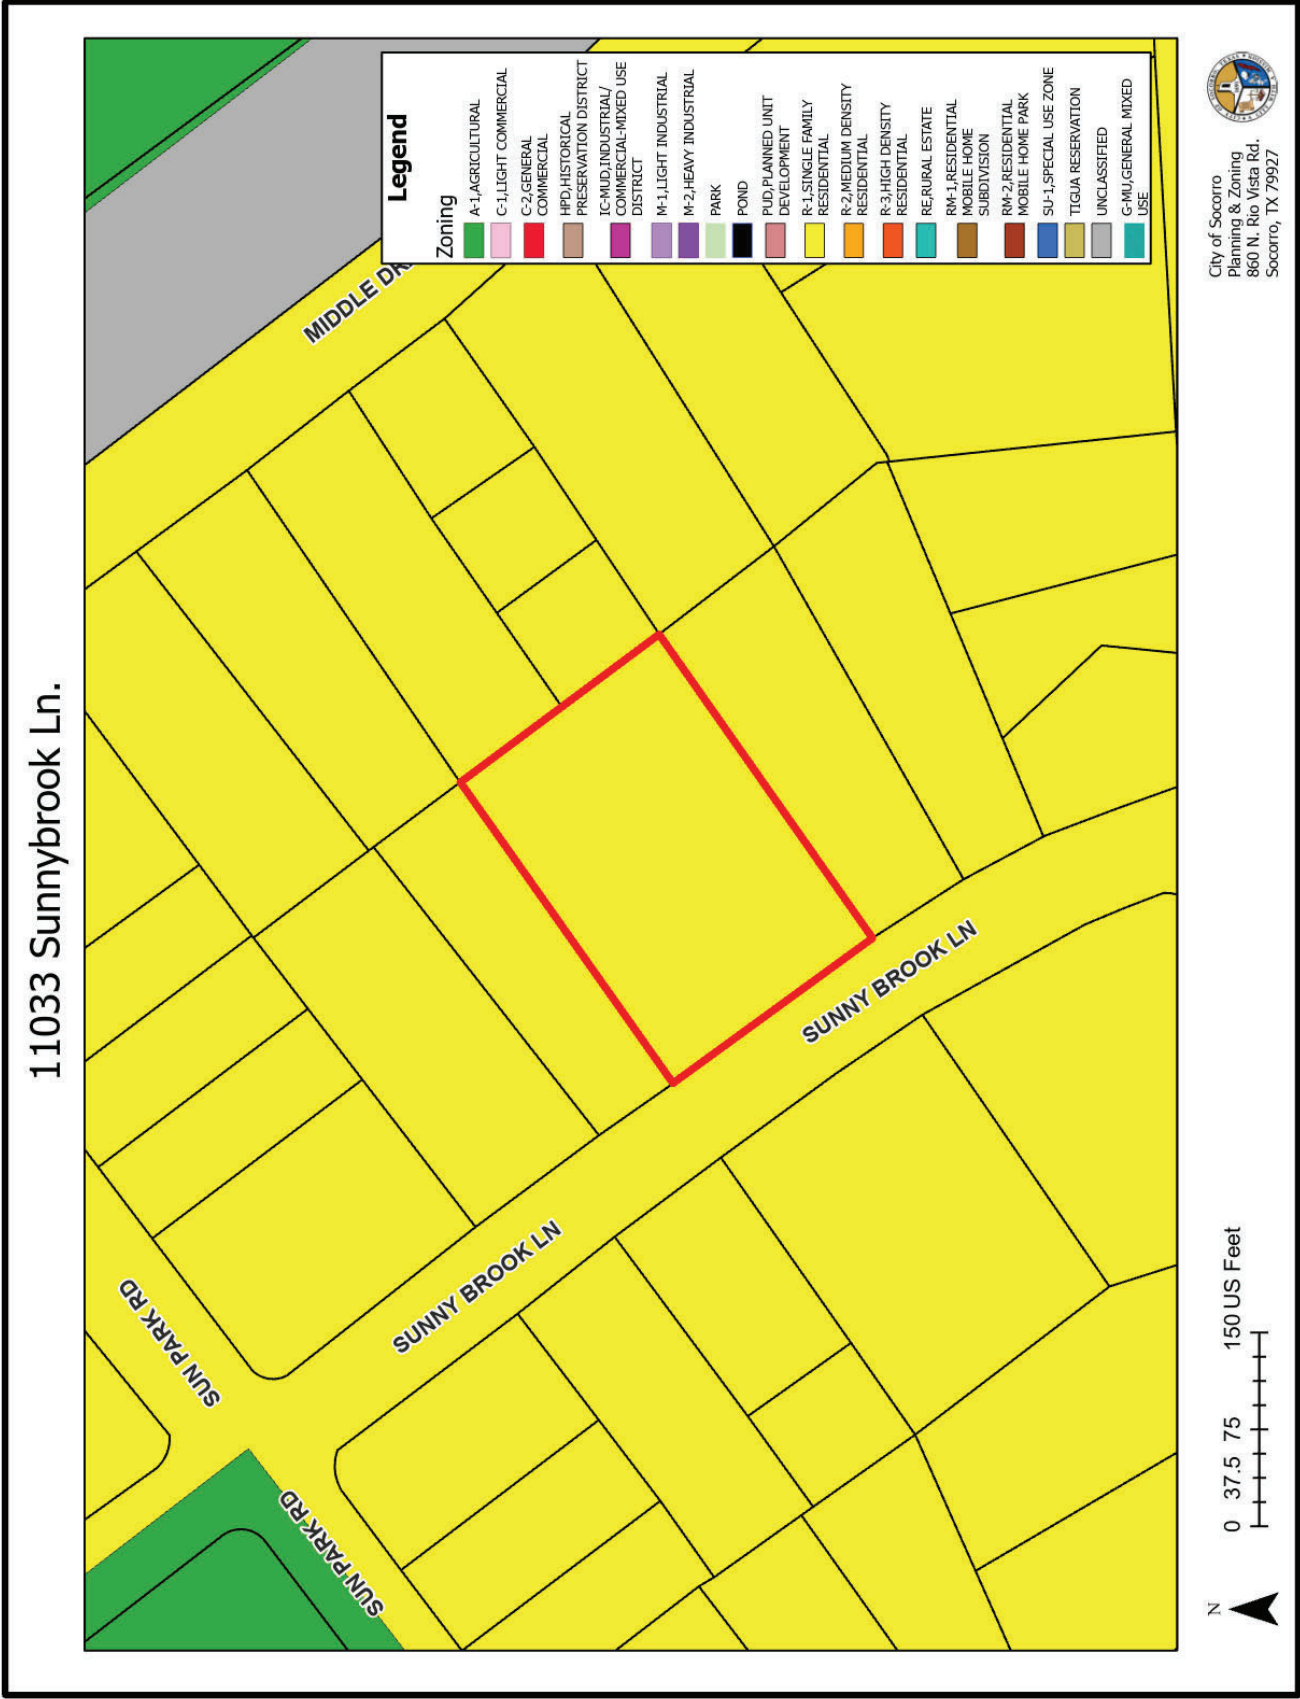 11033 Sunnybrook Ln.
MIDDLE DR
SUN PARK RD
SUN PARK RD
SUNNY BROOK LN
SUNNY BROOK LN
Legend
Zoning
A-1,AGRICULTURAL
C-1,LIGHT COMMERCIAL
C-2,GENERAL
COMMERCIAL
HPD,HISTORICAL
PRESERVATION DISTRICT
IC-MUD,INDUSTRIAL/
COMMERCIAL-MIXED USE
DISTRICT
M-1,LIGHT INDUSTRIAL
M-2,HEAVY INDUSTRIAL
PARK
POND
PUD,PLANNED UNIT
DEVELOPMENT
R-1,SINGLE FAMILY
RESIDENTIAL
R-2,MEDIUM DENSITY
RESIDENTIAL
R-3,HIGH DENSITY
RESIDENTIAL
RE,RURAL ESTATE
RM-1,RESIDENTIAL
MOBILE HOME
SUBDIVISION
RM-2,RESIDENTIAL
MOBILE HOME PARK
SU-1,SPECIAL USE ZONE
TIGUA RESERVATION
UNCLASSIFIED
G-MU,GENERAL MIXED
USE
N
0 37.5 75 150 US Feet
City of Socorro
Planning & Zoning
860 N. Rio Vista Rd.
Socorro, TX 79927